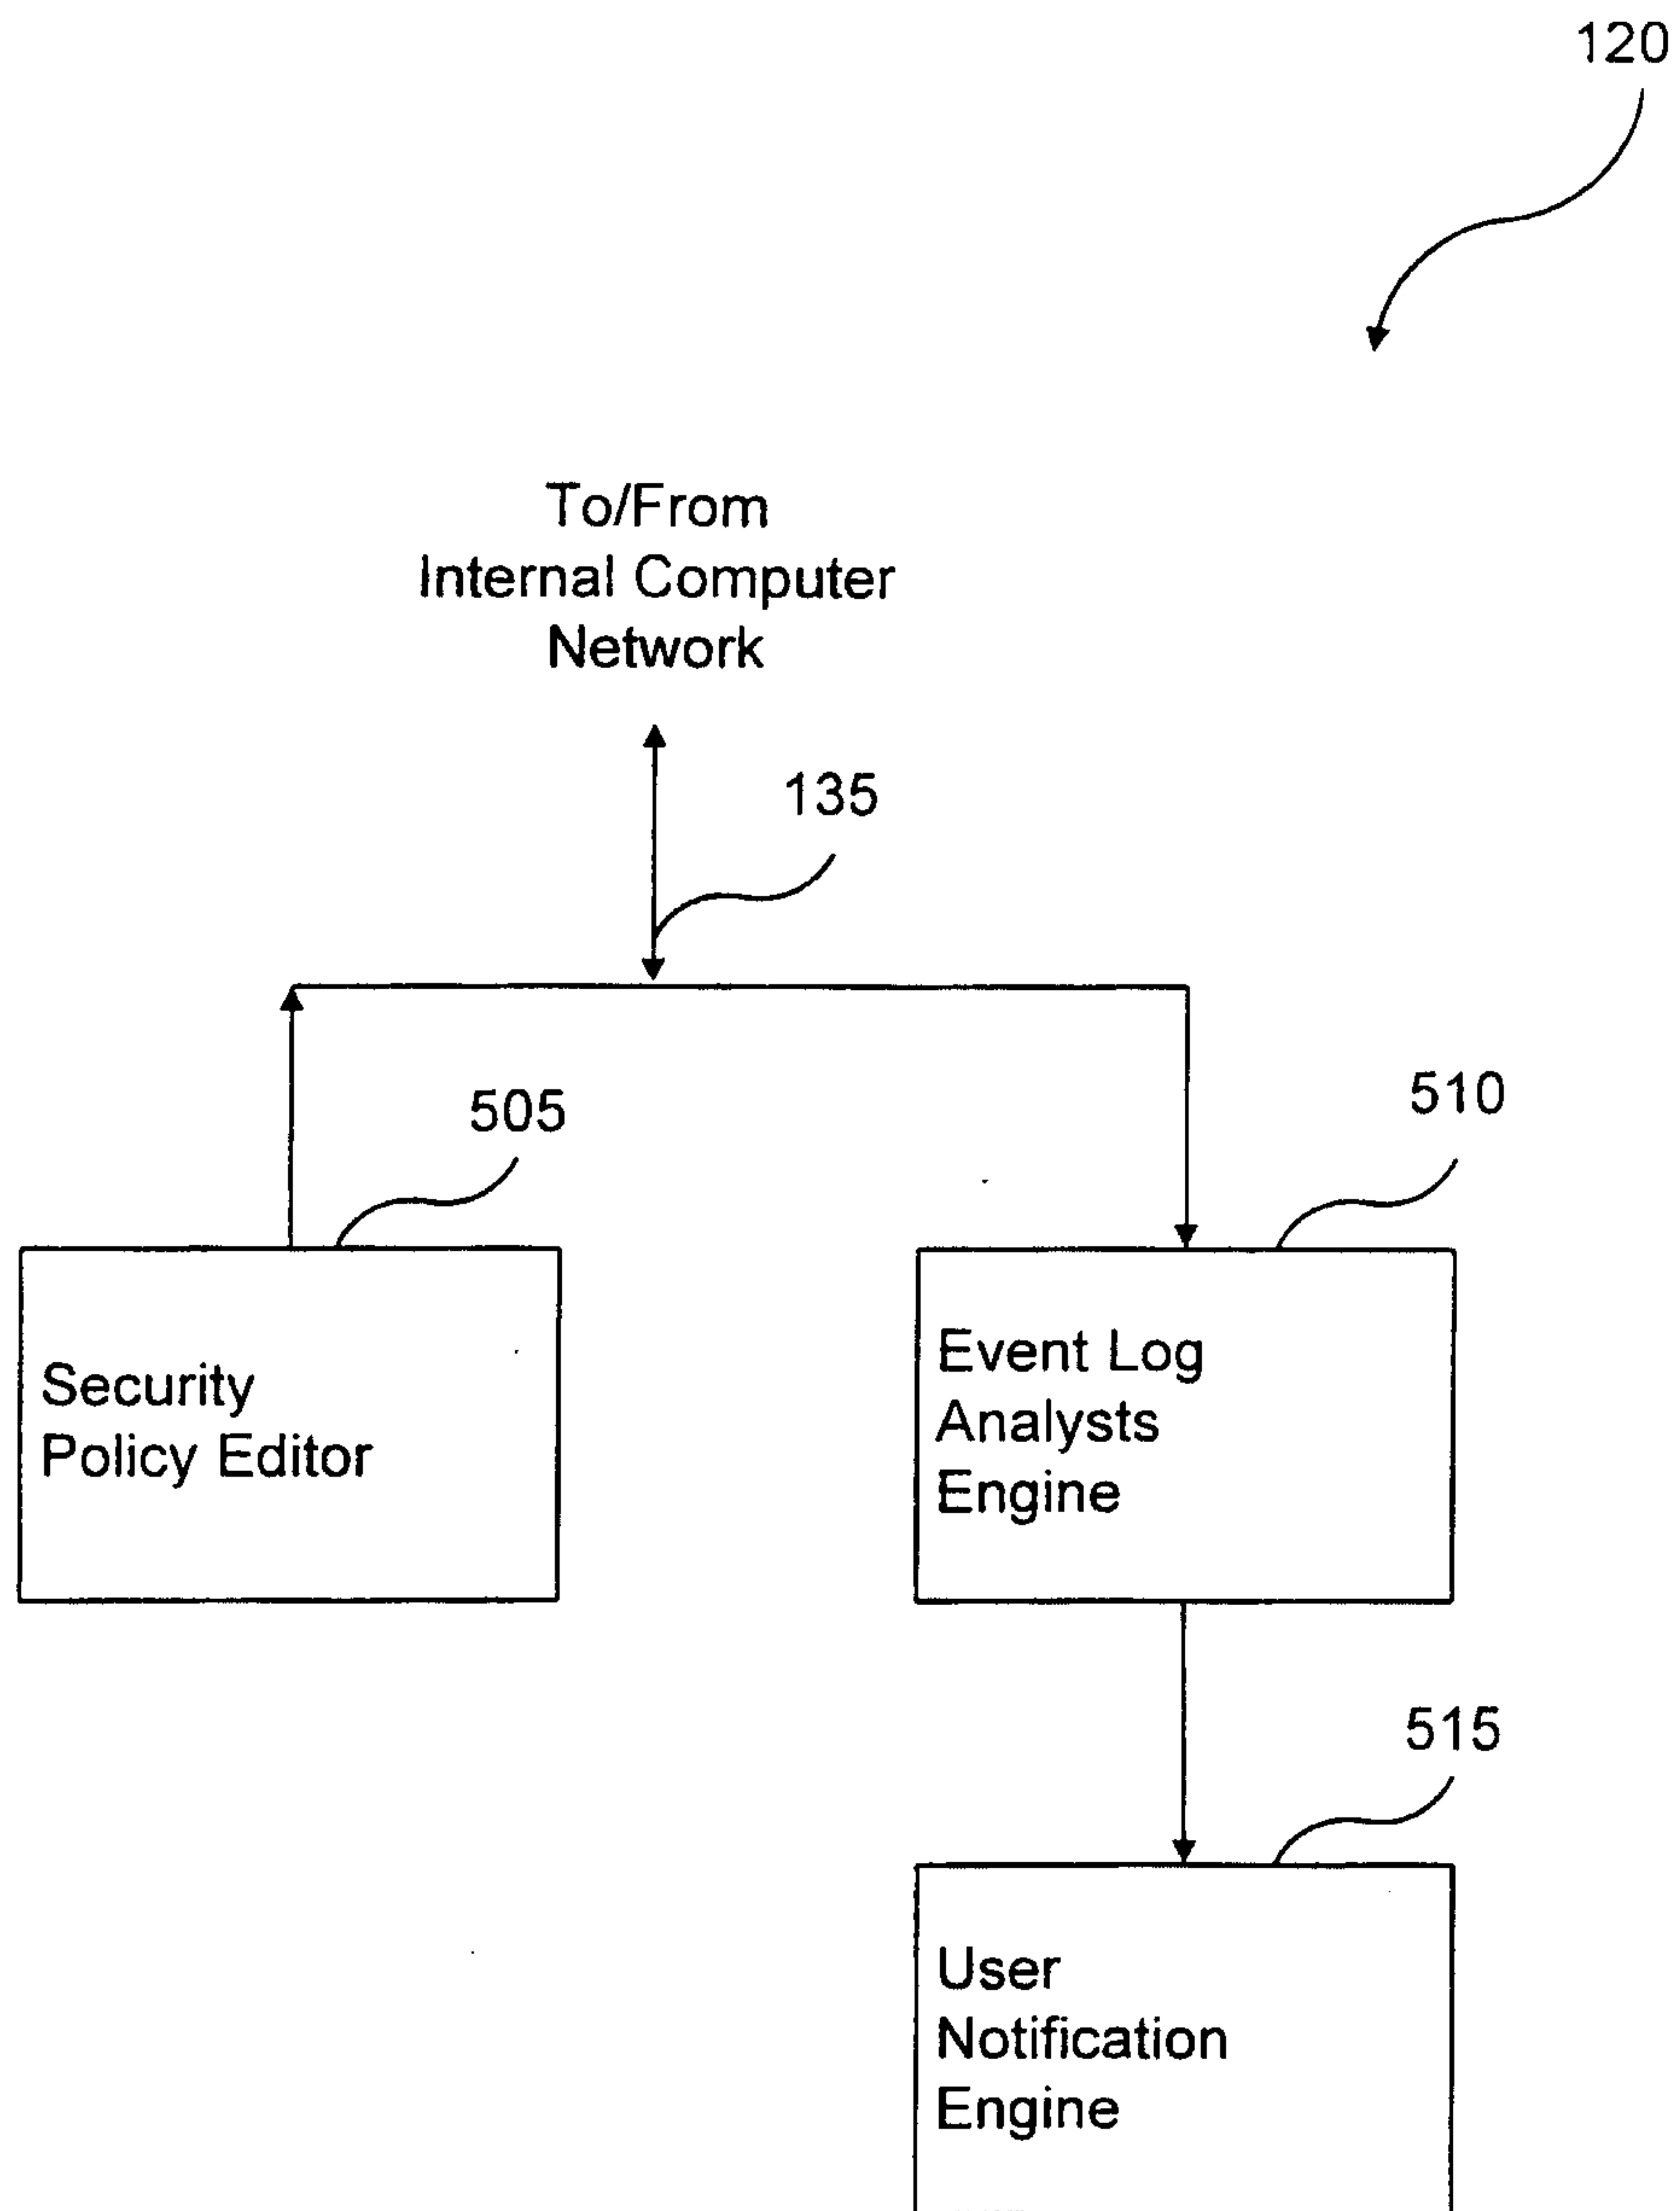 120
To/From
Internal Computer
Network
135
505
510
Security
Policy Editor
Event Log
Analysts
Engine
515
User
Notification
Engine